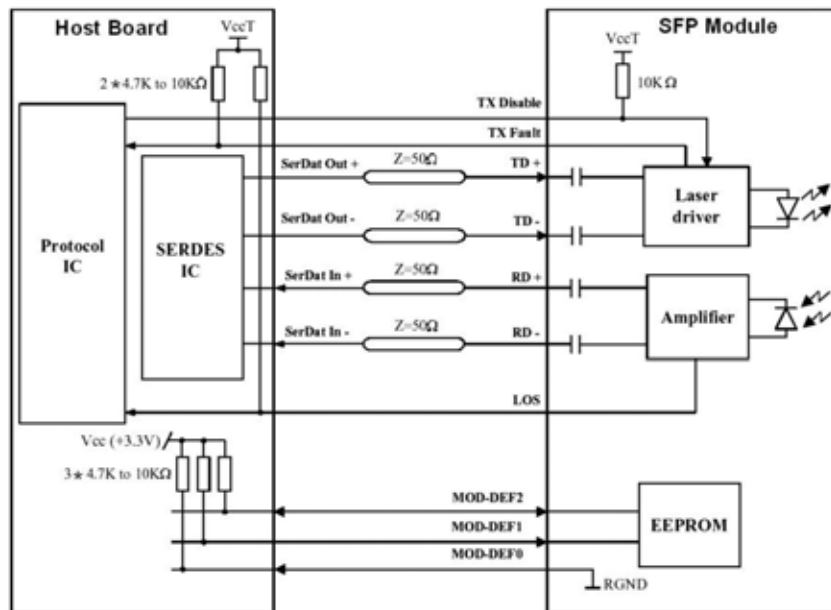 Host Board
SFP Module
VccT
2*4.7K to 10KΩ
VccT
10KΩ
TX Disable
TX Fault
SerDat Out +
Z=50Ω
TD +
SerDat Out -
Z=50Ω
TD -
Laser
driver
Protocol
IC
SERDES
IC
SerDat In +
Z=50Ω
RD +
SerDat In -
Z=50Ω
RD -
Amplifier
LOS
Vcc (+3.3V)
3*4.7K to 10KΩ
MOD-DEF2
MOD-DEF1
MOD-DEF0
EEPROM
RGND